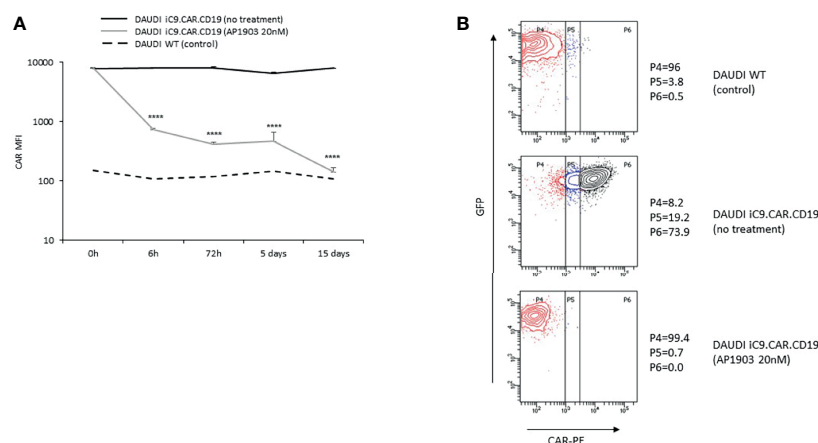 A
DAUDI iC9.CAR.CD19 (no treatment)
DAUDI iC9.CAR.CD19 (AP1903 20nM)
DAUDI WT (control)
10000
1000
100
10
CAR MFI
****
****
****
****
0h 6h 72h 5 days 15 days
B
P4 P5 P6
P4=96
P5=3.8
P6=0.5
DAUDI WT
(control)
P4 P5 P6
P4=8.2
P5=19.2
P6=73.9
DAUDI iC9.CAR.CD19
(no treatment)
P4 P5 P6
P4=99.4
P5=0.7
P6=0.0
DAUDI iC9.CAR.CD19
(AP1903 20nM)
GFP
10² 10³ 10⁴ 10⁵
CAR-PE